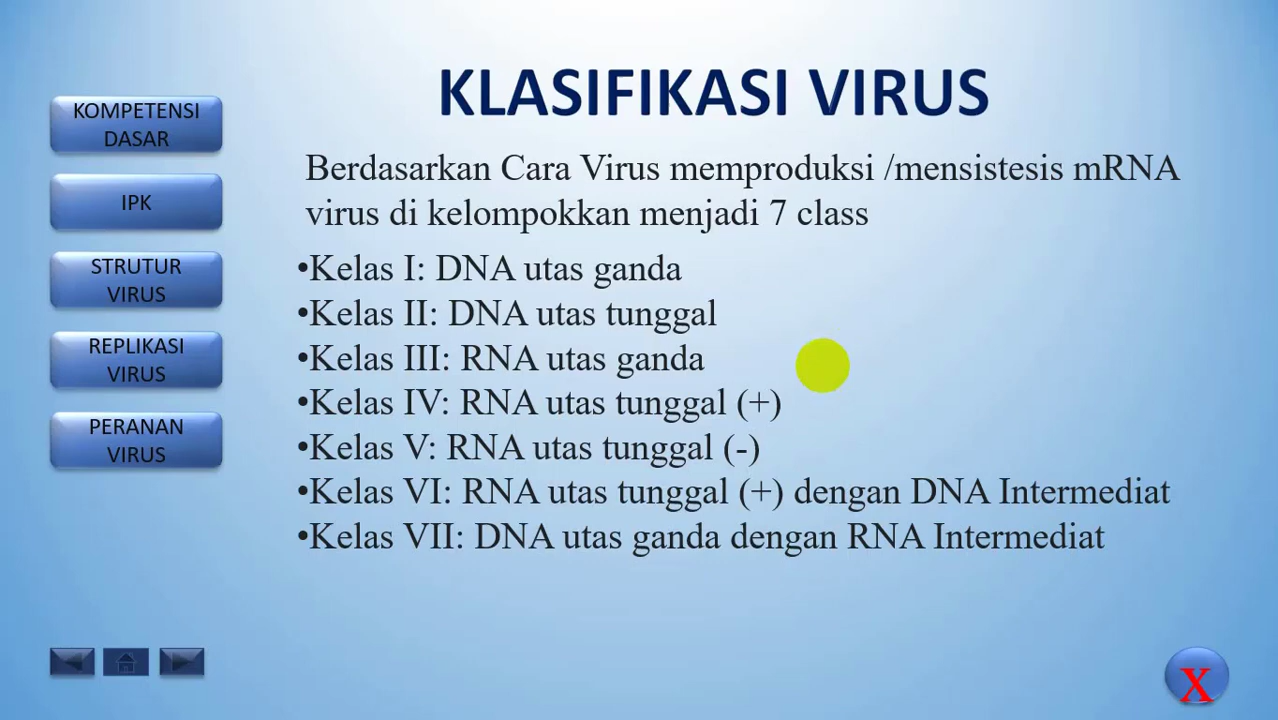 KLASIFIKASI VIRUS
KOMPETENSI
DASAR
IPK
STRUTUR
VIRUS
REPLIKASI
VIRUS
PERANAN
VIRUS
Berdasarkan Cara Virus memproduksi /mensistesis mRNA
virus di kelompokkan menjadi 7 class
•Kelas I: DNA utas ganda
•Kelas II: DNA utas tunggal
•Kelas III: RNA utas ganda
•Kelas IV: RNA utas tunggal (+)
•Kelas V: RNA utas tunggal (-)
•Kelas VI: RNA utas tunggal (+) dengan DNA Intermediat
•Kelas VII: DNA utas ganda dengan RNA Intermediat
X